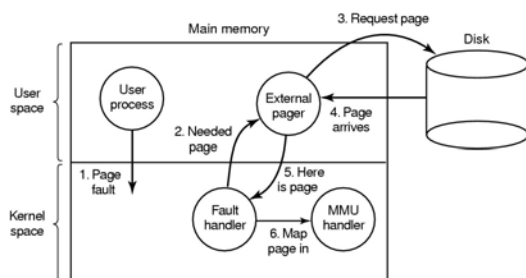 3. Request page
Main memory
Disk
User
space
User
process
External
pager
2. Needed
page
4. Page
arrives
1. Page
fault
5. Here
is page
Kernel
space
Fault
handler
MMU
handler
6. Map
page in